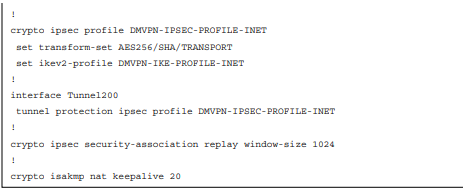 !
crypto ipsec profile DMVPN-IPSEC-PROFILE-INET
set transform-set AES256/SHA/TRANSPORT
set ikev2-profile DMVPN-IKE-PROFILE-INET
!
interface Tunnel200
tunnel protection ipsec profile DMVPN-IPSEC-PROFILE-INET
!
crypto ipsec security-association replay window-size 1024
!
crypto isakmp nat keepalive 20